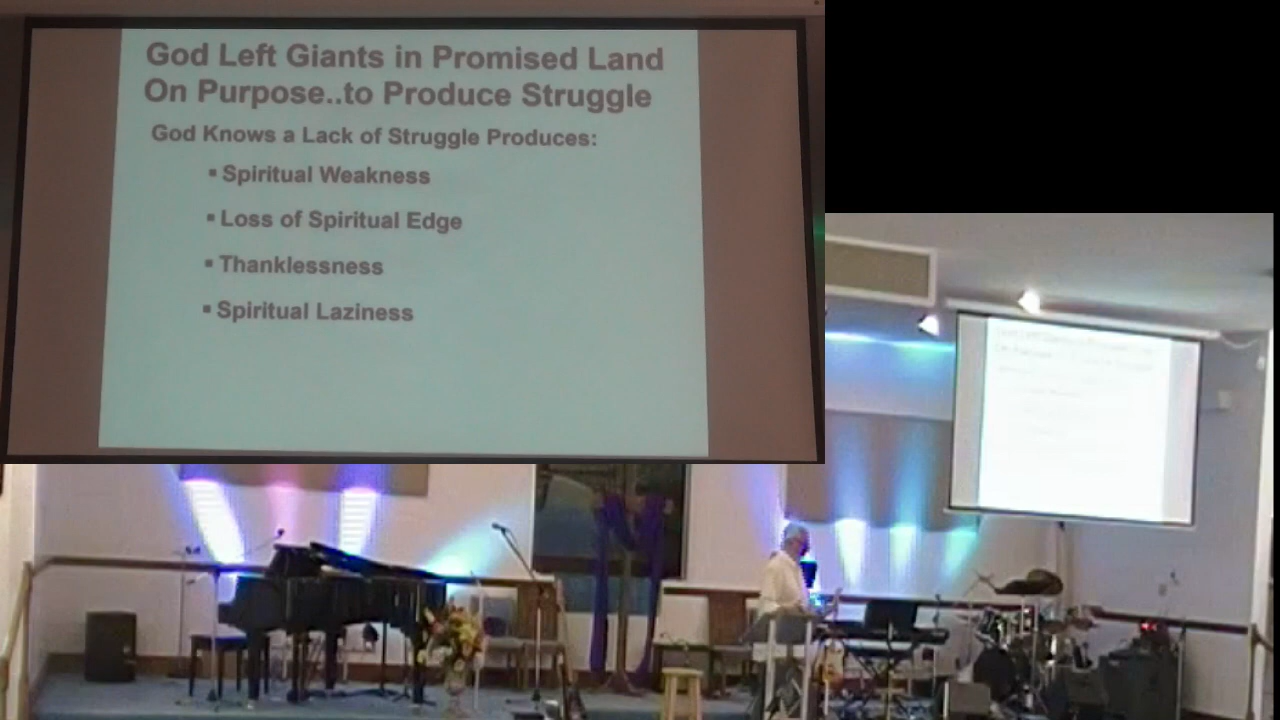 God Left Giants in Promised Land
On Purpose..to Produce Struggle
God Knows a Lack of Struggle Produces:
▪ Spiritual Weakness
▪ Loss of Spiritual Edge
▪ Thanklessness
▪ Spiritual Laziness